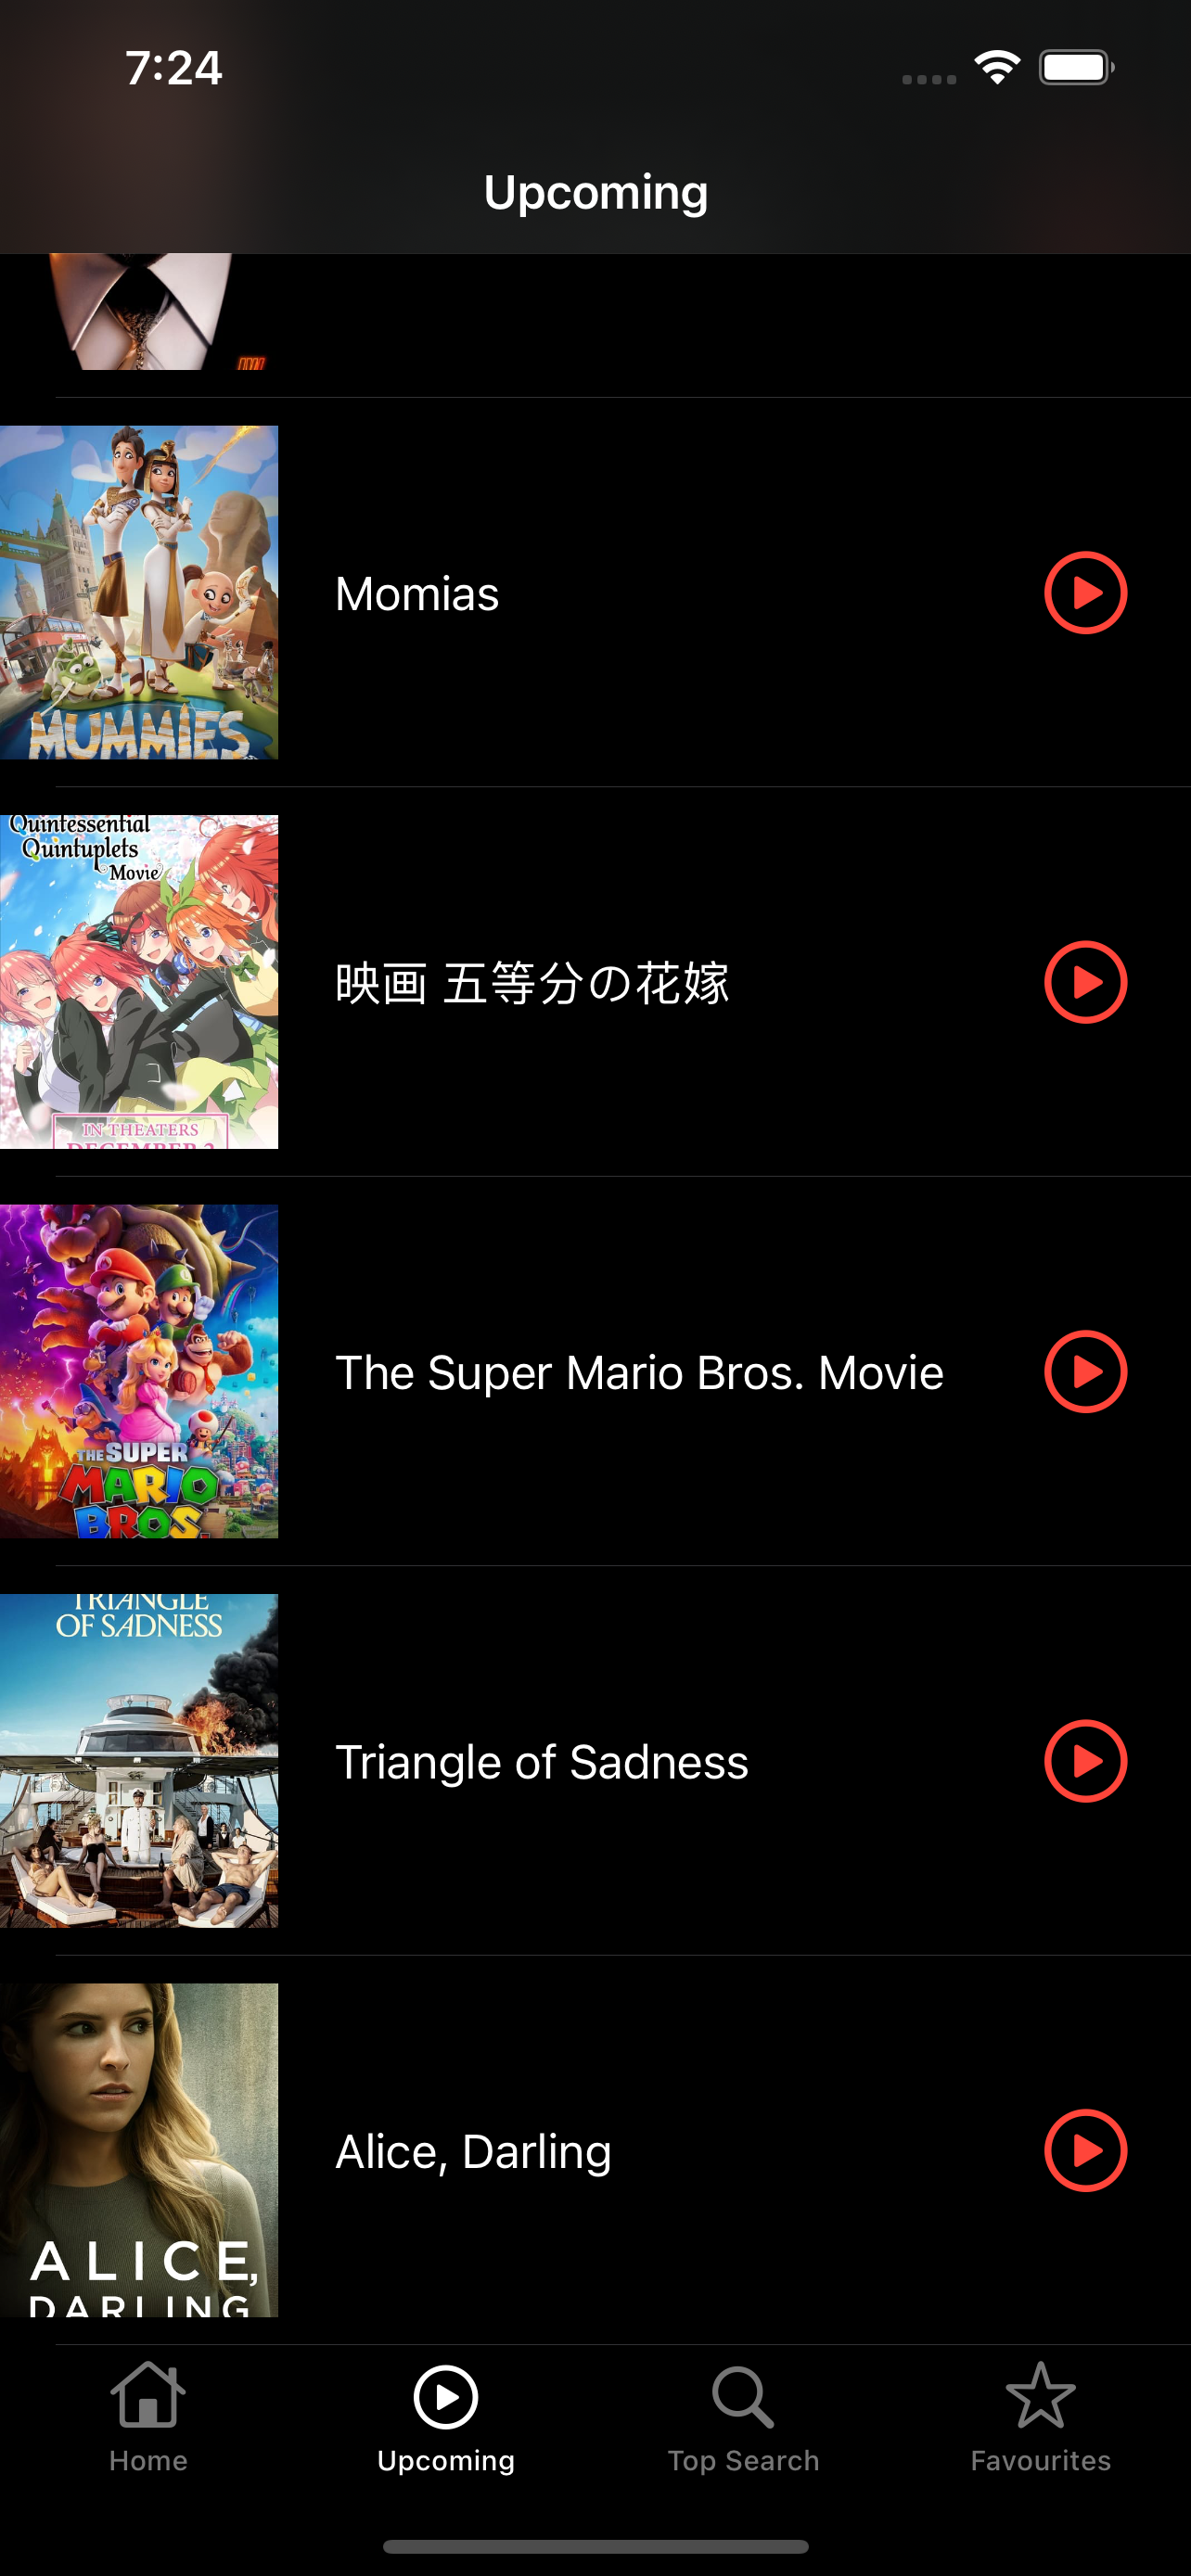 7:24
Upcoming
Momias
MUMMIES
Quintessential
Quintuplets
Movie
映画 五等分の花嫁
IN THEATERS
DECEMBER 2
The Super Mario Bros. Movie
THE SUPER
MARIO
BROS.
TRIANGLE
OF SADNESS
Triangle of Sadness
Alice, Darling
ALICE,
DARLING
Home
Upcoming
Top Search
Favourites